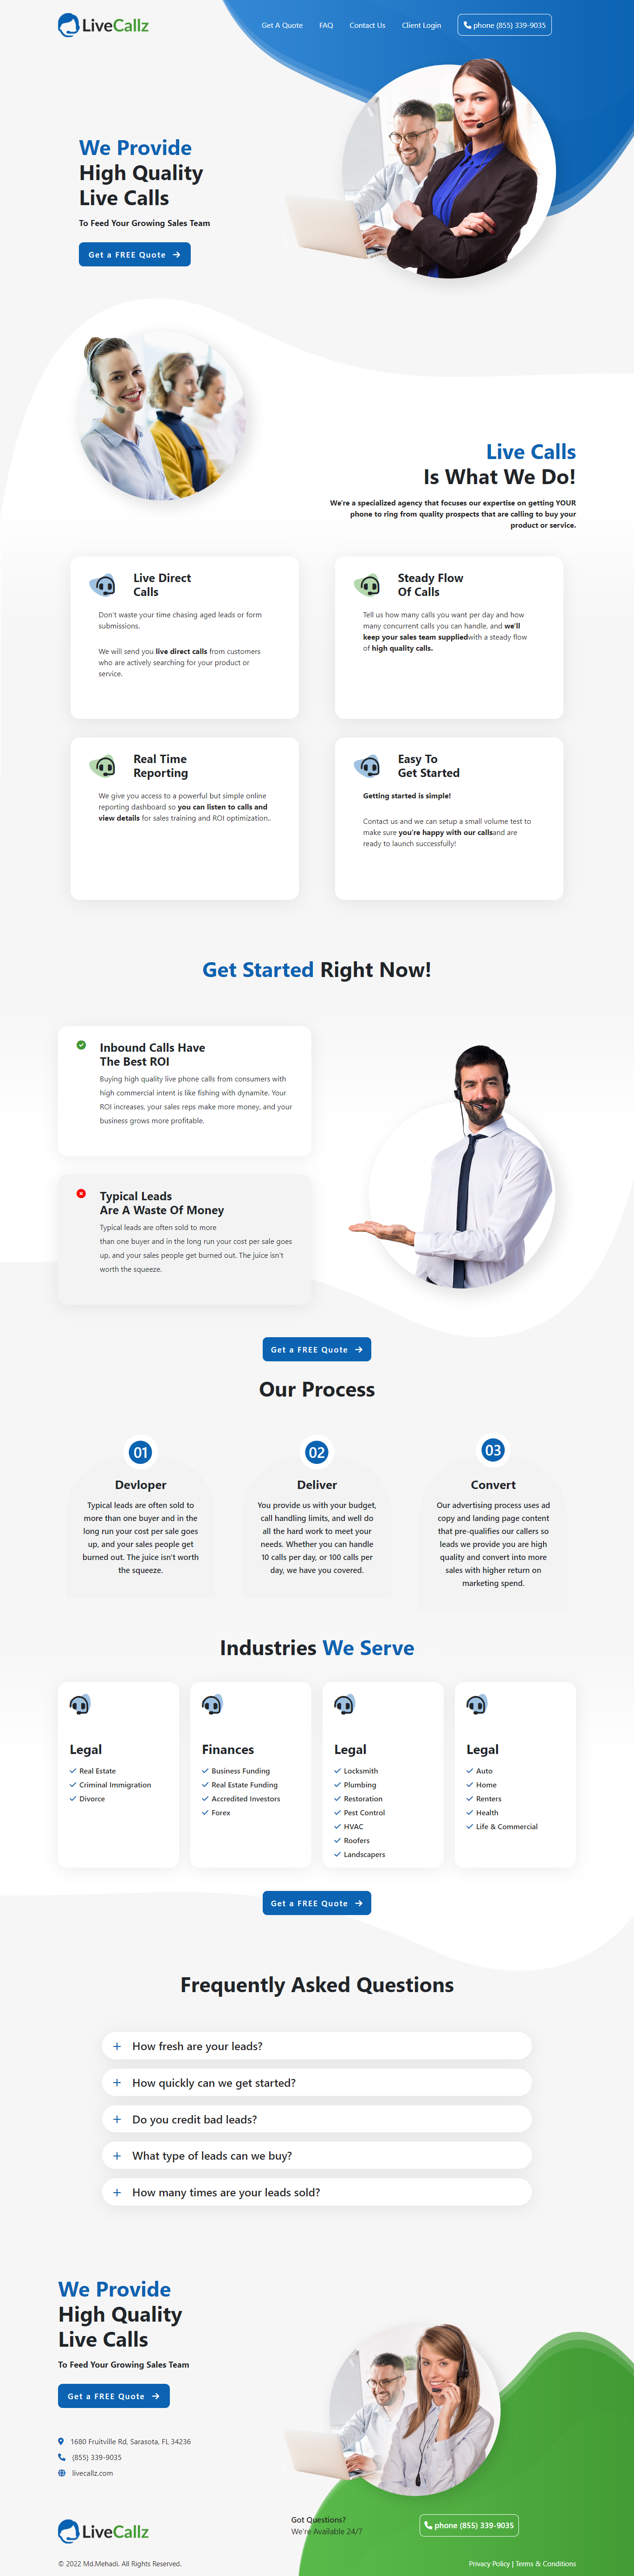 LiveCallz
Get A Quote
FAQ
Contact Us
Client Login
phone (855) 339-9035
We Provide
High Quality
Live Calls
To Feed Your Growing Sales Team
Get a FREE Quote
Live Calls
Is What We Do!
We're a specialized agency that focuses our expertise on getting YOUR
phone to ring from quality prospects that are calling to buy your
product or service.
Live Direct
Calls
Don't waste your time chasing aged leads or form
submissions.
We will send you live direct calls from customers
who are actively searching for your product or
service.
Steady Flow
Of Calls
Tell us how many calls you want per day and how
many concurrent calls you can handle, and we'll
keep your sales team suppliedwith a steady flow
of high quality calls.
Real Time
Reporting
We give you access to a powerful but simple online
reporting dashboard so you can listen to calls and
view details for sales training and ROI optimization..
Easy To
Get Started
Getting started is simple!
Contact us and we can setup a small volume test to
make sure you're happy with our callsand are
ready to launch successfully!
Get Started Right Now!
Inbound Calls Have
The Best ROI
Buying high quality live phone calls from consumers with
high commercial intent is like fishing with dynamite. Your
ROI increases, your sales reps make more money, and your
business grows more profitable.
Typical Leads
Are A Waste Of Money
Typical leads are often sold to more
than one buyer and in the long run your cost per sale goes
up, and your sales people get burned out. The juice isn't
worth the squeeze.
Get a FREE Quote
Our Process
01
Devloper
Typical leads are often sold to
more than one buyer and in the
long run your cost per sale goes
up, and your sales people get
burned out. The juice isn't worth
the squeeze.
02
Deliver
You provide us with your budget,
call handling limits, and well do
all the hard work to meet your
needs. Whether you can handle
10 calls per day, or 100 calls per
day, we have you covered.
03
Convert
Our advertising process uses ad
copy and landing page content
that pre-qualifies our callers so
leads we provide you are high
quality and convert into more
sales with higher return on
marketing spend.
Industries We Serve
Legal
Real Estate
Criminal Immigration
Divorce
Finances
Business Funding
Real Estate Funding
Accredited Investors
Forex
Legal
Locksmith
Plumbing
Restoration
Pest Control
HVAC
Roofers
Landscapers
Legal
Auto
Home
Renters
Health
Life & Commercial
Get a FREE Quote
Frequently Asked Questions
How fresh are your leads?
How quickly can we get started?
Do you credit bad leads?
What type of leads can we buy?
How many times are your leads sold?
We Provide
High Quality
Live Calls
To Feed Your Growing Sales Team
Get a FREE Quote
1680 Fruitville Rd, Sarasota, FL 34236
(855) 339-9035
livecallz.com
LiveCallz
Got Questions?
We're Available 24/7
phone (855) 339-9035
© 2022 Md.Mehadi. All Rights Reserved.
Privacy Policy | Terms & Conditions